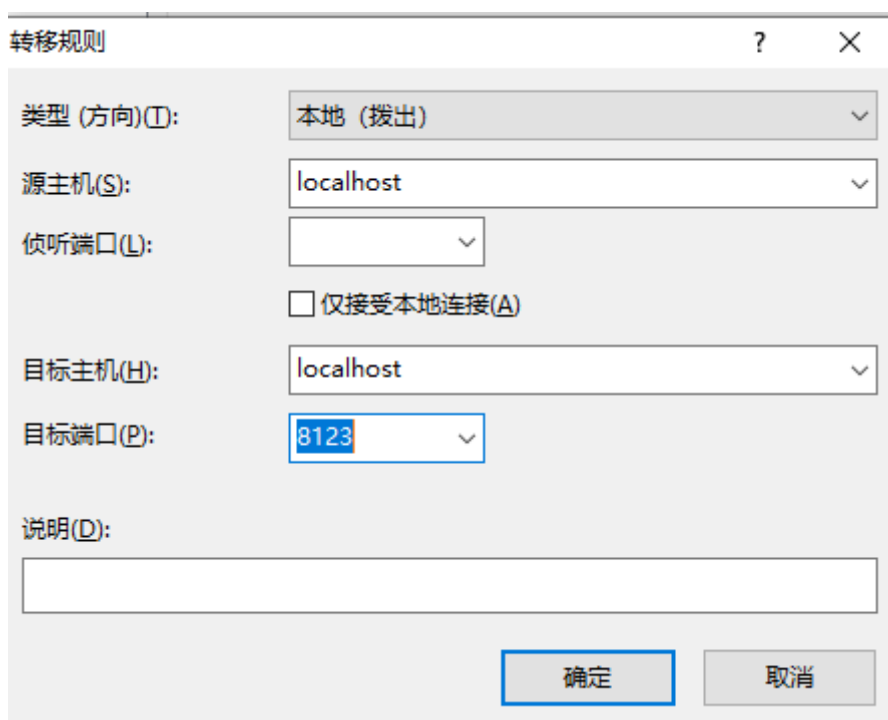 转移规则 ?
类型 (方向)(T): 本地（拨出）
源主机(S): localhost
侦听端口(L):
仅接受本地连接(A)
目标主机(H): localhost
目标端口(P): 8123
说明(D):
确定 取消